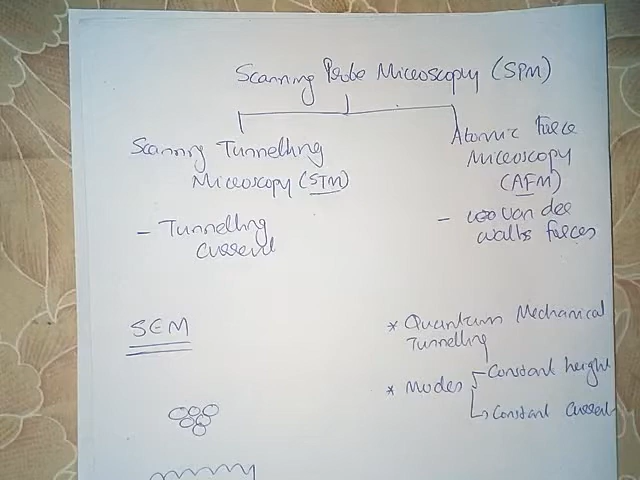 Scanning Probe Microscopy (SPM)
Scanning Tunnelling
Microscopy (STM)
- Tunnelling
current
Atomic Force
Microscopy
(AFM)
- van der
walls forces
SEM
* Quantum Mechanical
Tunnelling
* Modes
Constant height
Constant current